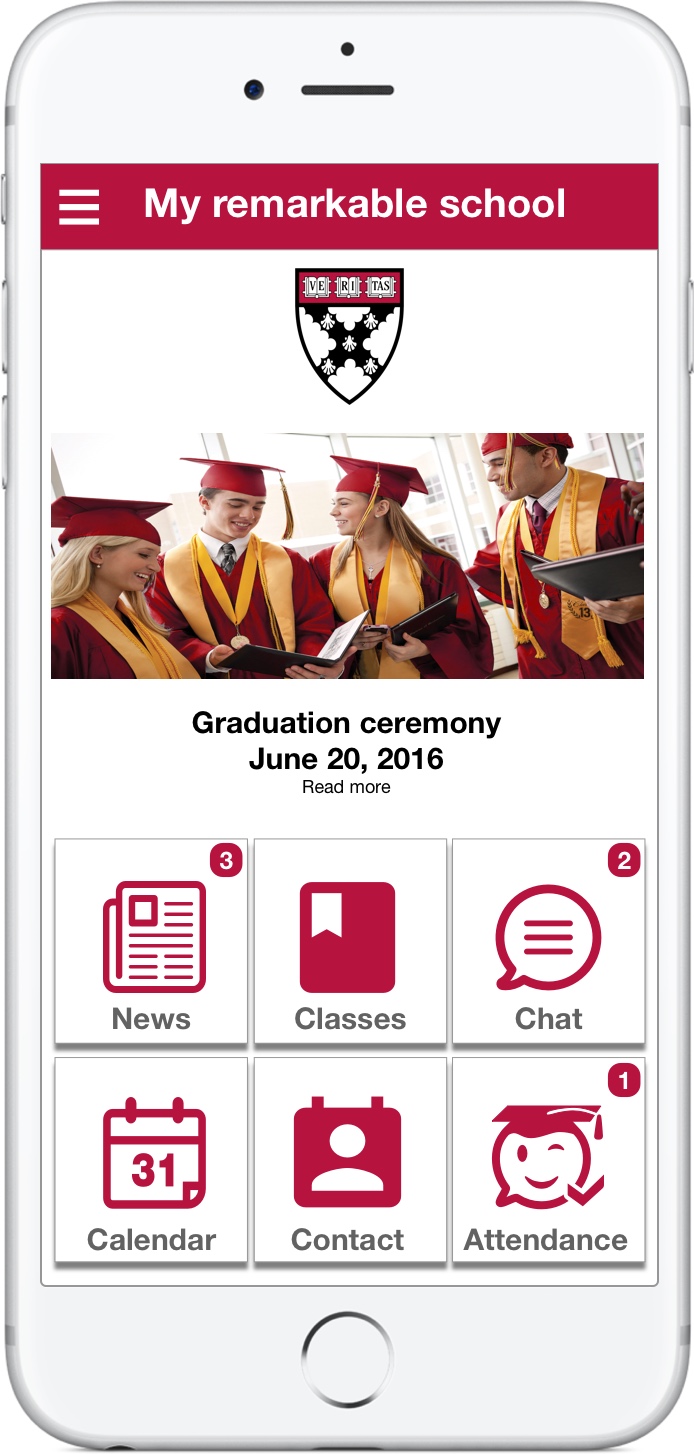 My remarkable school
VE RI TAS
13
Graduation ceremony
June 20, 2016
Read more
3
2
News
Classes
Chat
1
31
Calendar
Contact
Attendance